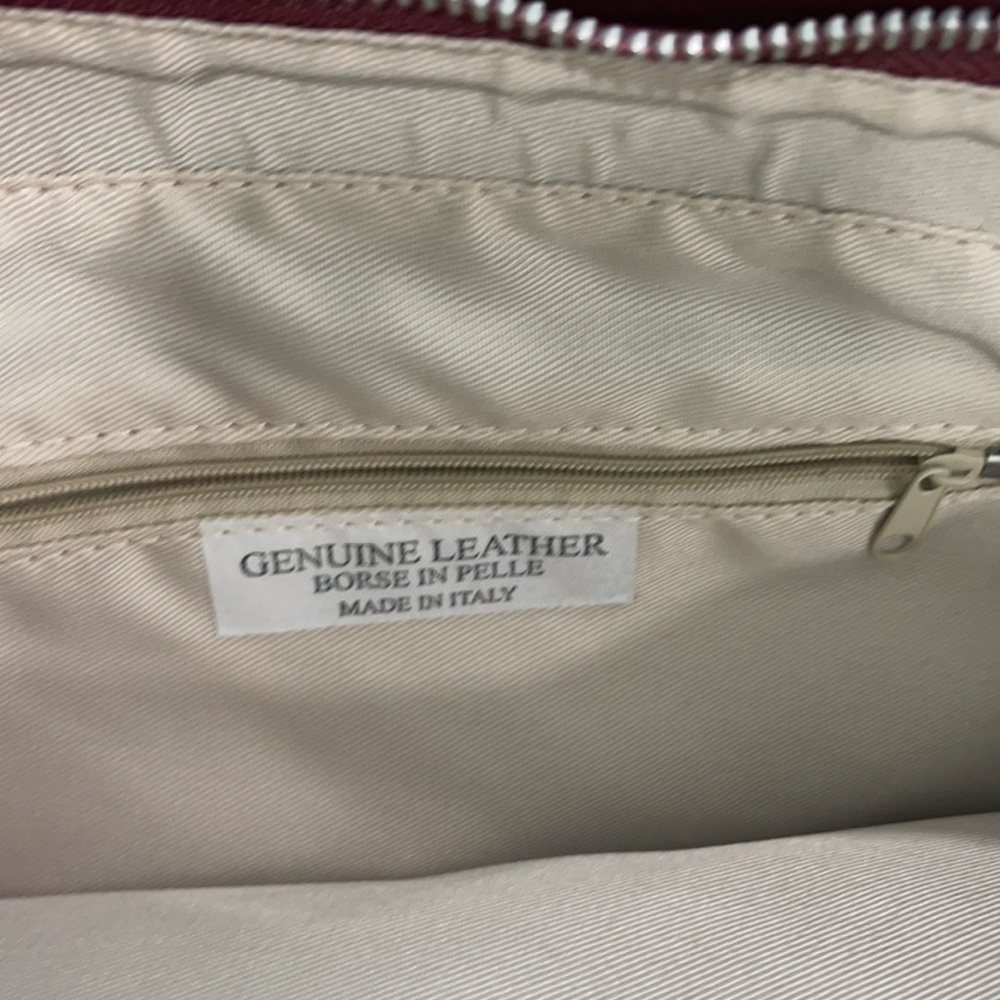 GENUINE LEATHER
BORSE IN PELLE
MADE IN ITALY